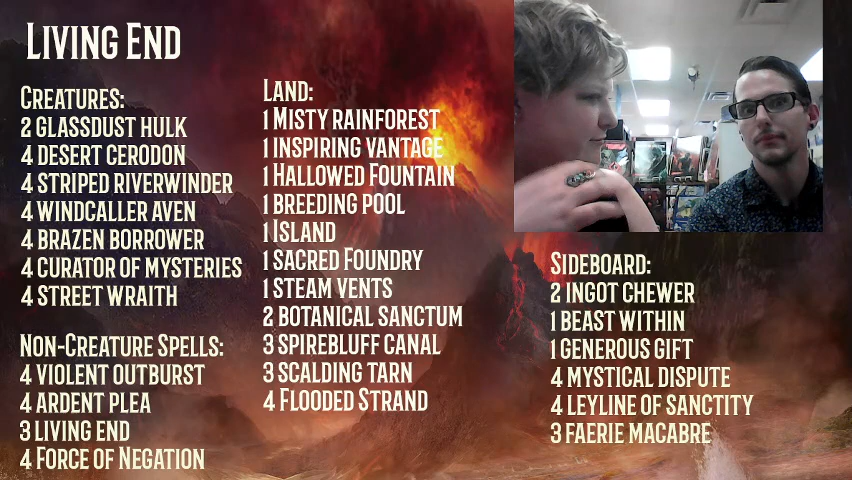 Living End
Creatures:
2 Glassdust Hulk
4 Desert Cerodon
4 Striped Riverwinder
4 Windcaller Aven
4 Brazen Borrower
4 Curator of Mysteries
4 Street Wraith
Non-Creature Spells:
4 Violent Outburst
4 Ardent Plea
3 Living End
4 Force of Negation
Land:
1 Misty Rainforest
1 Inspiring Vantage
1 Hallowed Fountain
1 Breeding Pool
1 Island
1 Sacred Foundry
1 Steam Vents
2 Botanical Sanctum
3 Spirebluff Canal
3 Scalding Tarn
4 Flooded Strand
Sideboard:
2 Ingot Chewer
1 Beast Within
1 Generous Gift
4 Mystical Dispute
4 Leyline of Sanctity
3 Faerie Macabre